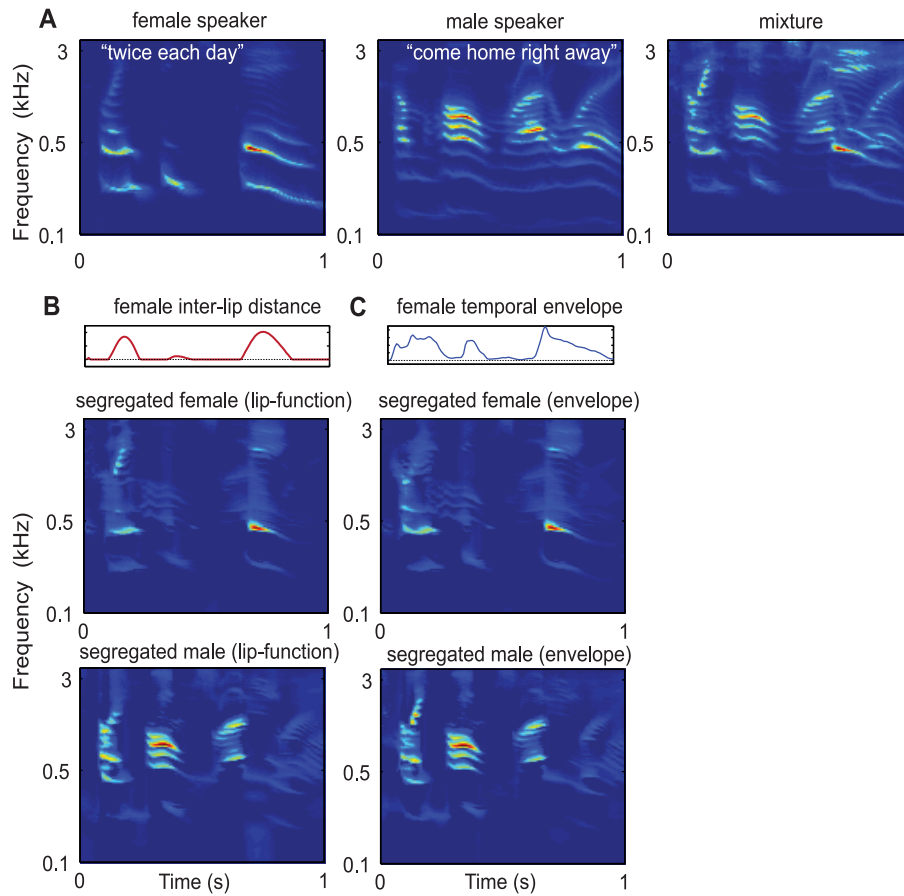 A
female speaker
male speaker
mixture
Frequency (kHz)
3
0.5
0.1
"twice each day"
0
1
3
0.5
0.1
"come home right away"
0
1
3
0.5
0.1
0
B
female inter-lip distance
C
female temporal envelope
segregated female (lip-function)
segregated female (envelope)
Frequency (kHz)
3
0.5
0.1
0
1
3
0.5
0.1
0
1
segregated male (lip-function)
segregated male (envelope)
3
0.5
0.1
0
Time (s)
1
3
0.5
0.1
0
Time (s)
1